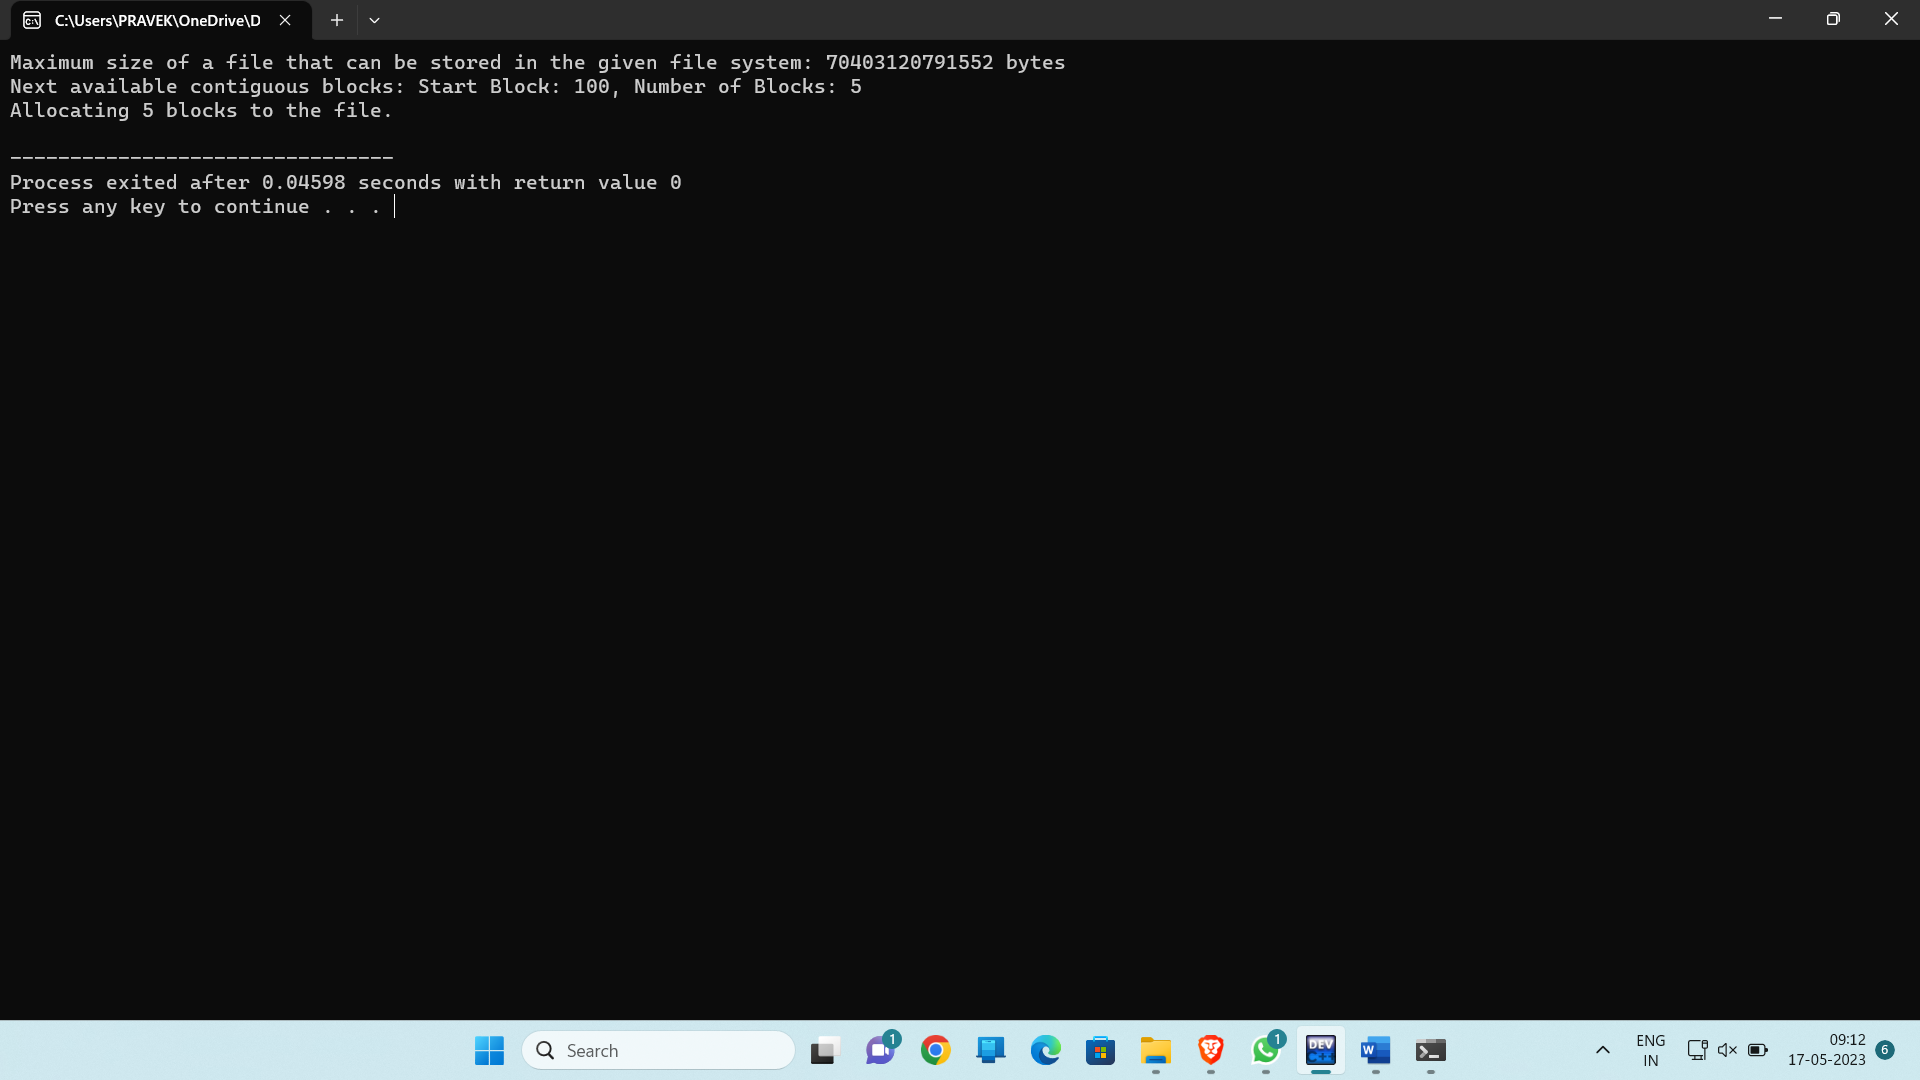 C:\Users\PRAVEK\OneDrive\D
Maximum size of a file that can be stored in the given file system: 70403120791552 bytes
Next available contiguous blocks: Start Block: 100, Number of Blocks: 5
Allocating 5 blocks to the file.
--------------------------------
Process exited after 0.04598 seconds with return value 0
Press any key to continue . . .
Search
1
1
DEV
W
ENG
IN
09:12
17-05-2023
6